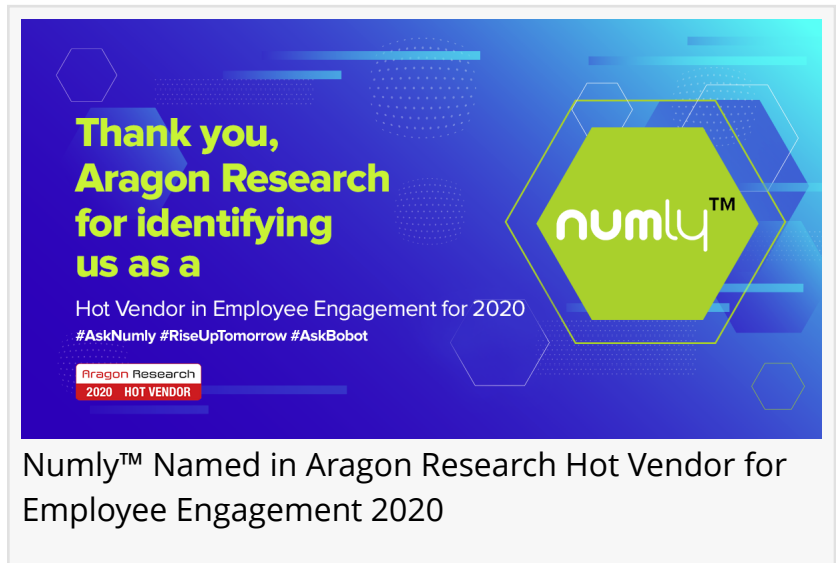 Thank you,
Aragon Research
for identifying
us as a
Hot Vendor in Employee Engagement for 2020
#AskNumly #RiseUpTomorrow #AskBobot
Aragon Research
2020 HOT VENDOR
numly™
Numly™ Named in Aragon Research Hot Vendor for
Employee Engagement 2020